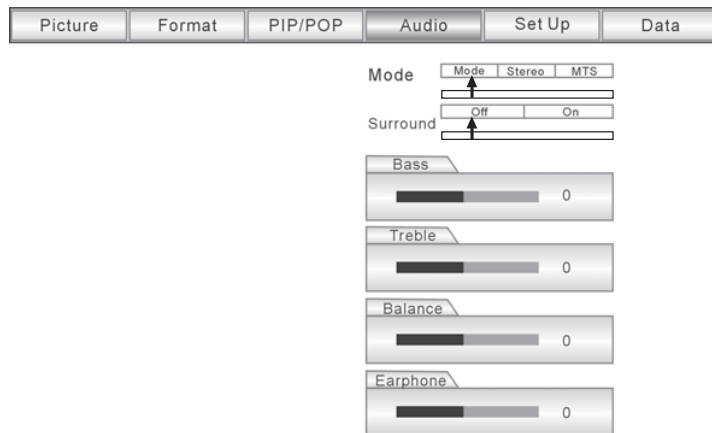 Picture Format PIP/POP Audio Set Up Data
Mode Mode Stereo MTS
Surround Off On
Bass
0
Treble
0
Balance
0
Earphone
0